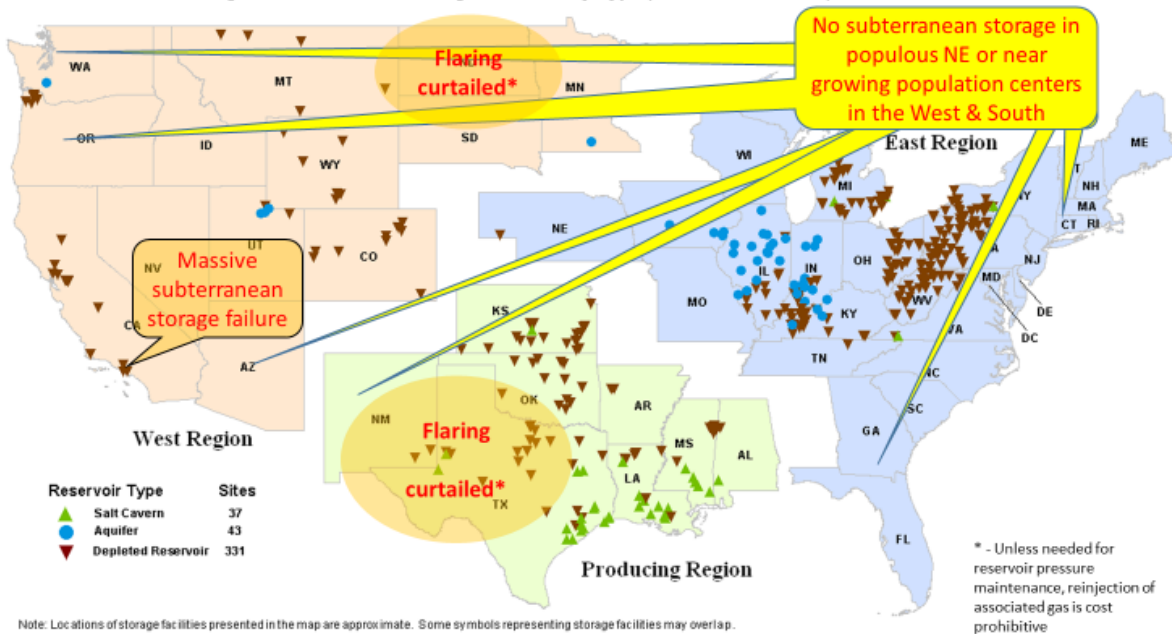 No subterranean storage in
populous NE or near
growing population centers
in the West & South
Flaring
curtailed*
WA
MT
MN
OR
ID
SD
WY
WI
East Region
ME
MI
NH
MA
CT RI
NE
UT
CO
NV
Massive
subterranean
storage failure
CA
IL
IN
OH
NJ
MD
DE
DC
MO
WV
KY
VA
KS
TN
NC
AZ
OK
AR
SC
NM
Flaring
curtailed*
MS
AL
GA
West Region
LA
TX
FL
Reservoir Type Sites
Salt Cavern 37
Aquifer 43
Depleted Reservoir 331
Producing Region
* - Unless needed for
reservoir pressure
maintenance, reinjection of
associated gas is cost
prohibitive
Note: Locations of storage facilities presented in the map are approximate. Some symbols representing storage facilities may overlap.